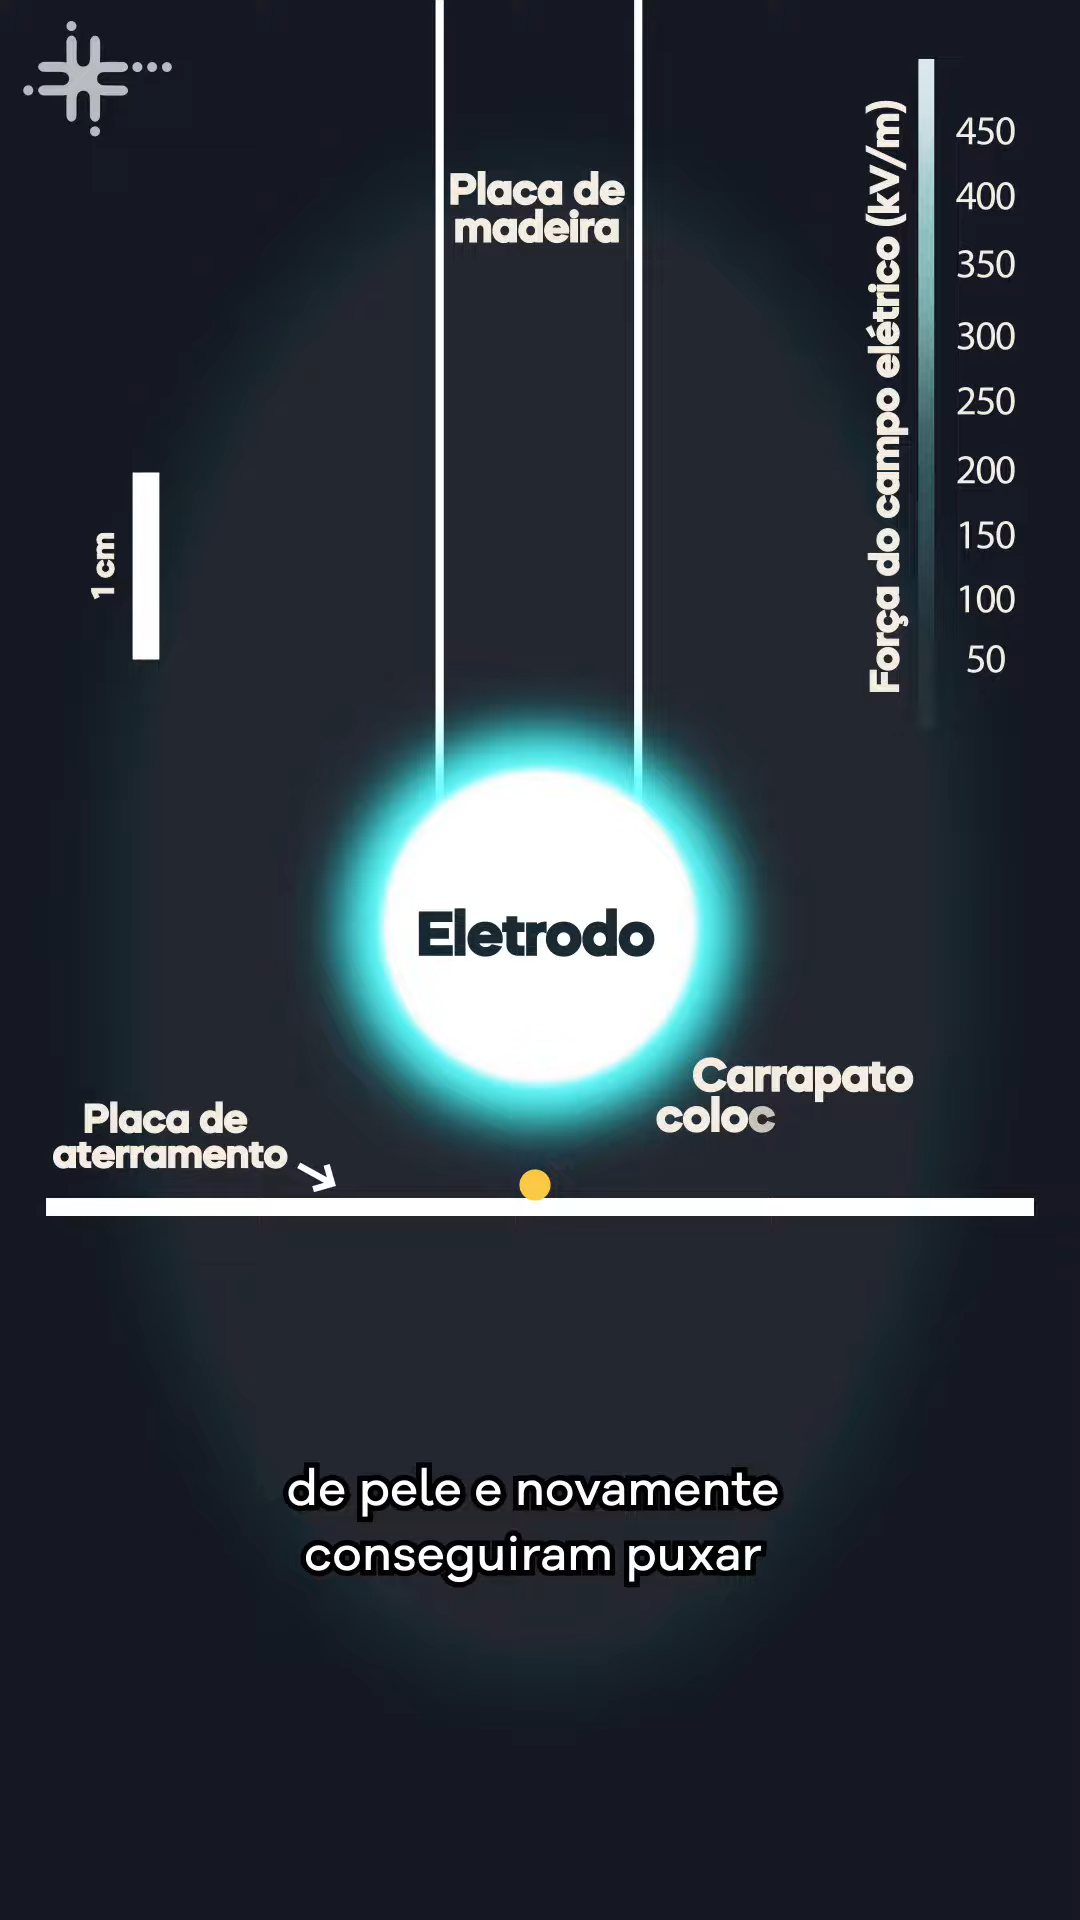 Placa de
madeira
Força do campo elétrico (kV/m)
450
400
350
300
250
200
150
100
50
1 cm
Eletrodo
Carrapato
coloc
Placa de
aterramento
de pele e novamente
conseguiram puxar